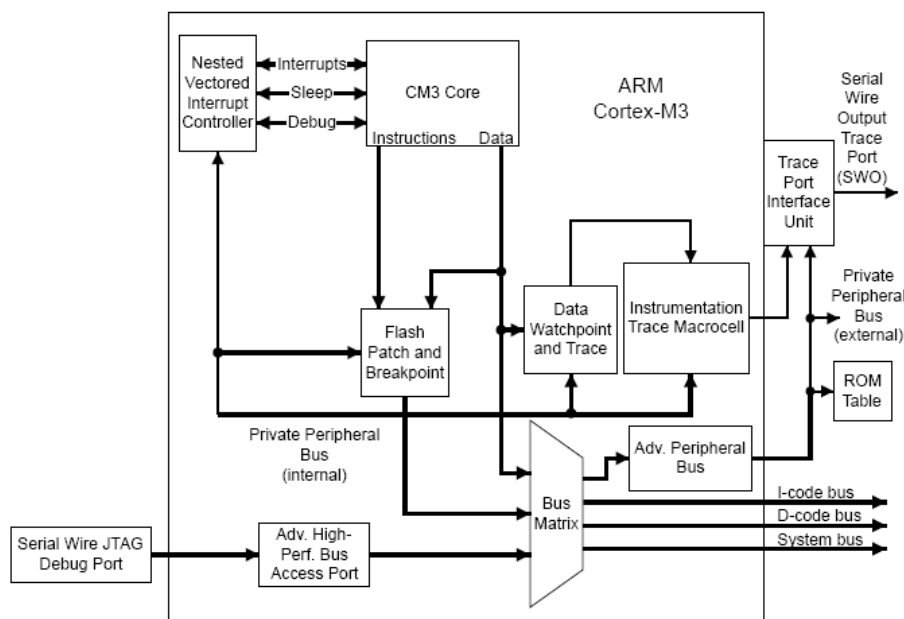 Nested
Vectored
Interrupt
Controller
Interrupts
Sleep
Debug
CM3 Core
Instructions Data
ARM
Cortex-M3
Serial
Wire
Output
Trace
Port
(SWO)
Trace
Port
Interface
Unit
Private
Peripheral
Bus
(external)
Flash
Patch and
Breakpoint
Data
Watchpoint
and Trace
Instrumentation
Trace Macrocell
ROM
Table
Private Peripheral
Bus
(internal)
Adv. Peripheral
Bus
Bus
Matrix
I-code bus
D-code bus
System bus
Serial Wire JTAG
Debug Port
Adv. High-
Perf. Bus
Access Port